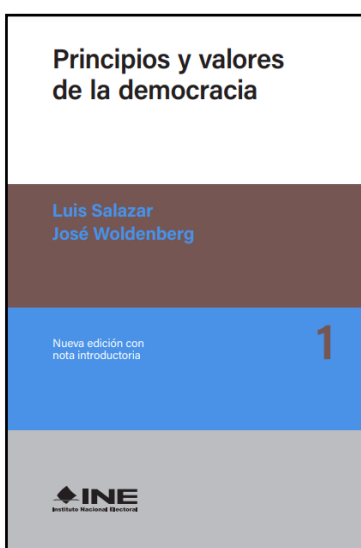 Principios y valores
de la democracia
Luis Salazar
José Woldenberg
Nueva edición con
nota introductoria
1
INE
Instituto Nacional Electoral